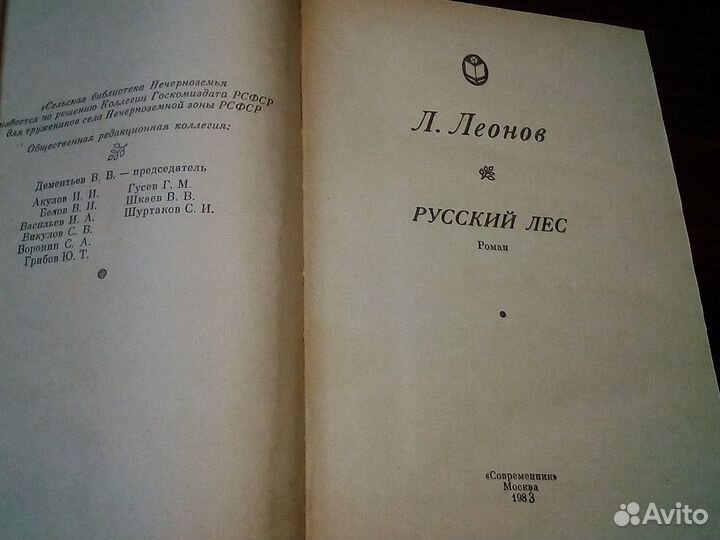 «Сельская библиотека Нечерноземья
издается по решению Коллегии Госкомиздата РСФСР
для тружеников села Нечерноземной зоны РСФСР
Общественная редакционная коллегия:
Дементьев В. В. — председатель
Акулов И. И.
Белов В. И.
Васильев И. А.
Викулов С. В.
Воронин С. А.
Грибов Ю. Т.
Гусев Г. М.
Шкаев В. В.
Шуртаков С. И.
Л. Леонов
РУССКИЙ ЛЕС
Роман
«Современник»
Москва
1983
Avito